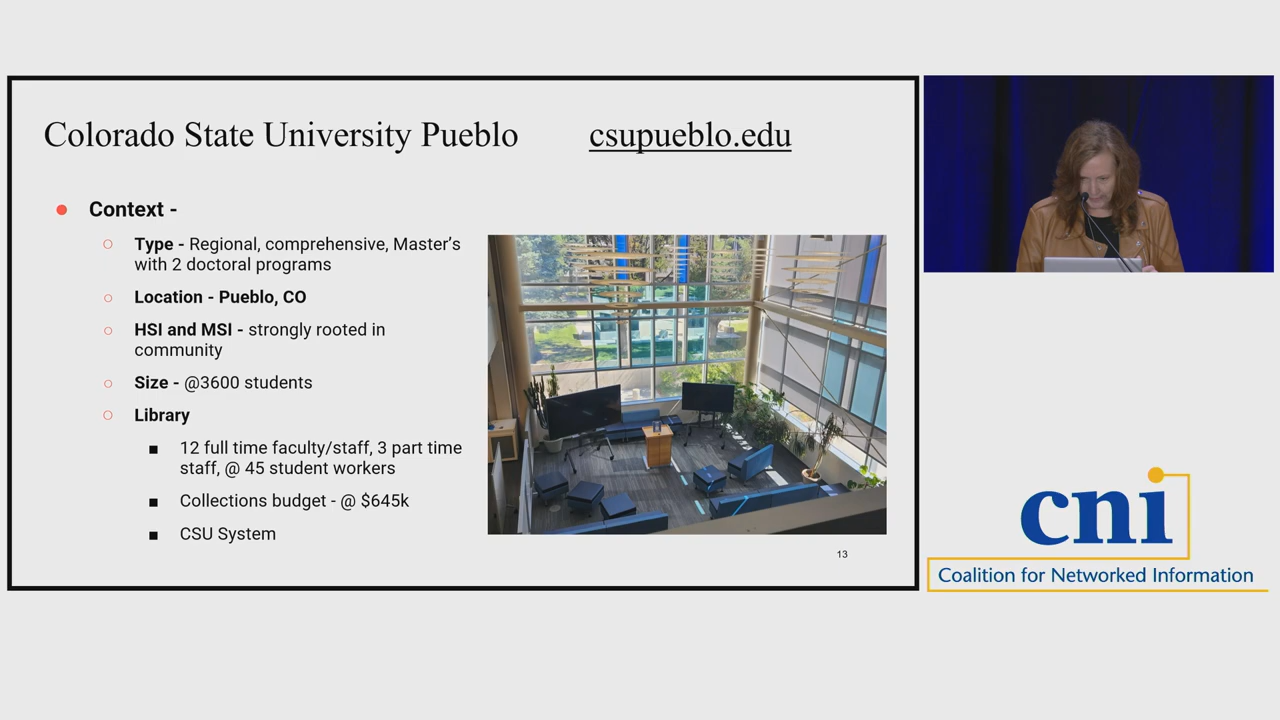 Colorado State University Pueblo csupueblo.edu
Context -
Type - Regional, comprehensive, Master's
with 2 doctoral programs
Location - Pueblo, CO
HSI and MSI - strongly rooted in
community
Size - @3600 students
Library
12 full time faculty/staff, 3 part time
staff, @ 45 student workers
Collections budget - @ $645k
CSU System
13
cni
Coalition for Networked Information